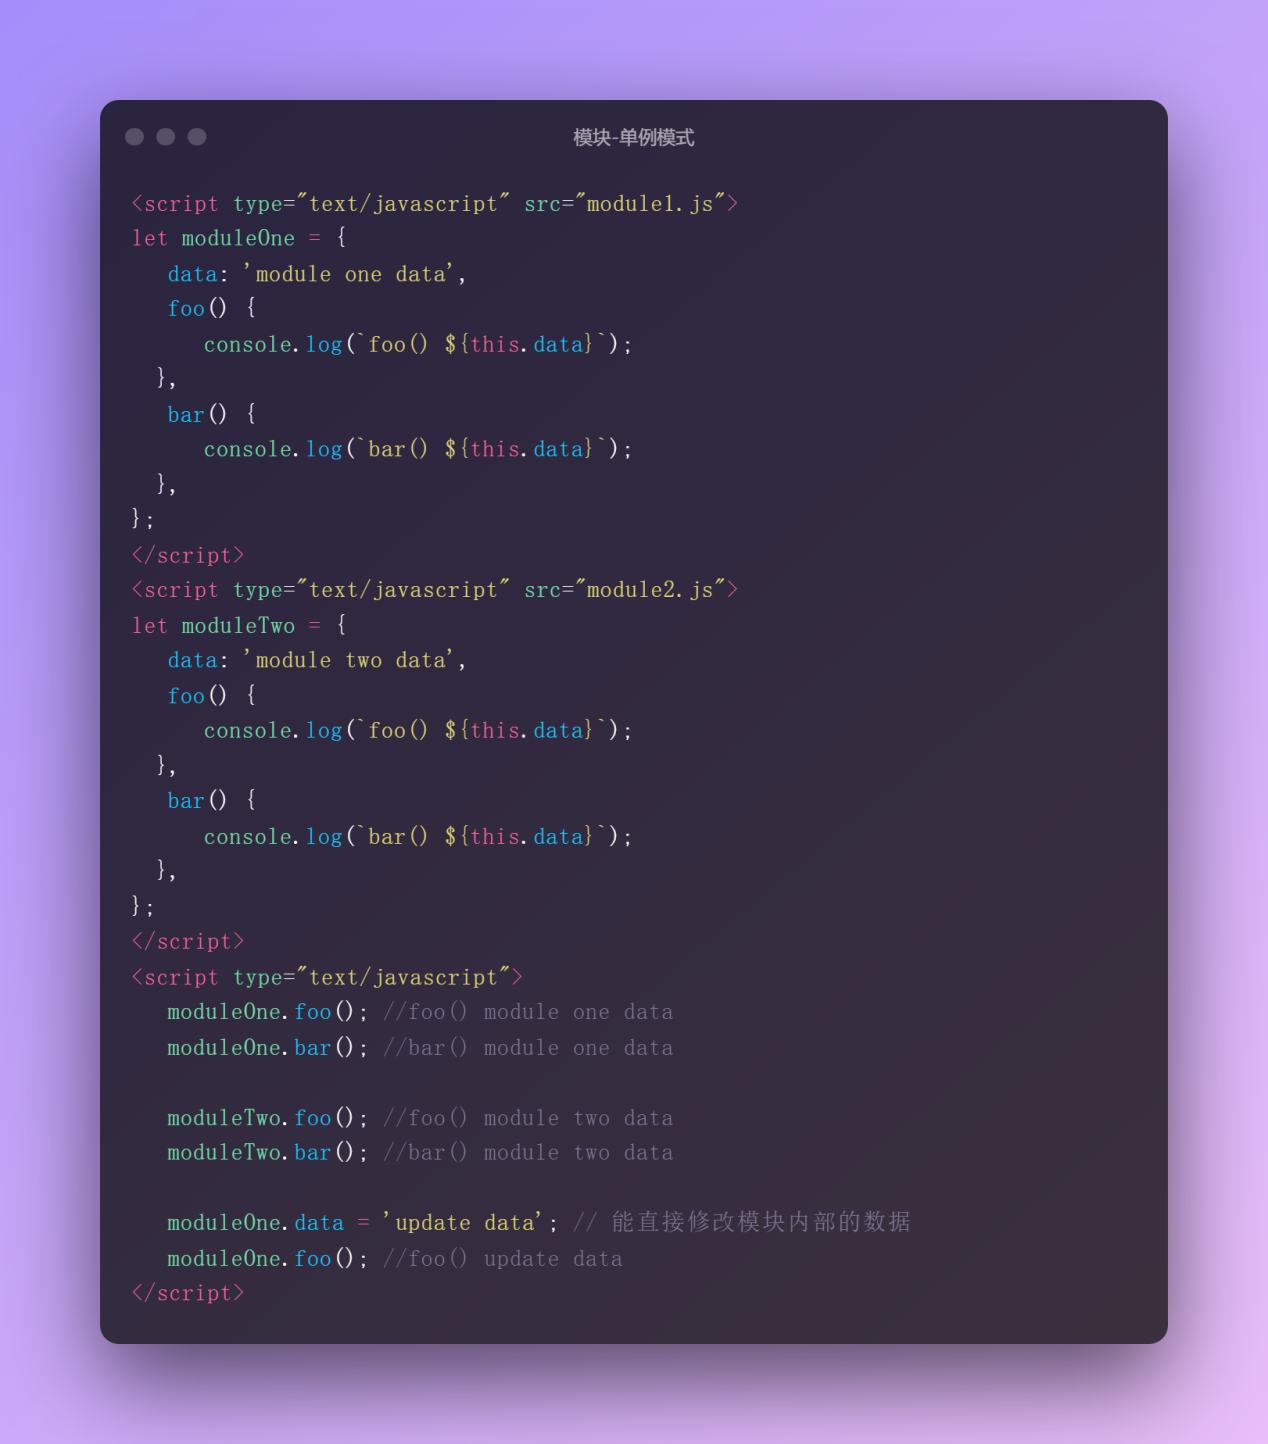 模块-单例模式
<script type="text/javascript" src="module1.js">
let moduleOne = {
   data: 'module one data',
   foo() {
      console.log(`foo() ${this.data}`);
  },
   bar() {
      console.log(`bar() ${this.data}`);
  },
};
</script>
<script type="text/javascript" src="module2.js">
let moduleTwo = {
   data: 'module two data',
   foo() {
      console.log(`foo() ${this.data}`);
  },
   bar() {
      console.log(`bar() ${this.data}`);
  },
};
</script>
<script type="text/javascript">
   moduleOne.foo(); //foo() module one data
   moduleOne.bar(); //bar() module one data

   moduleTwo.foo(); //foo() module two data
   moduleTwo.bar(); //bar() module two data

   moduleOne.data = 'update data'; // 能直接修改模块内部的数据
   moduleOne.foo(); //foo() update data
</script>